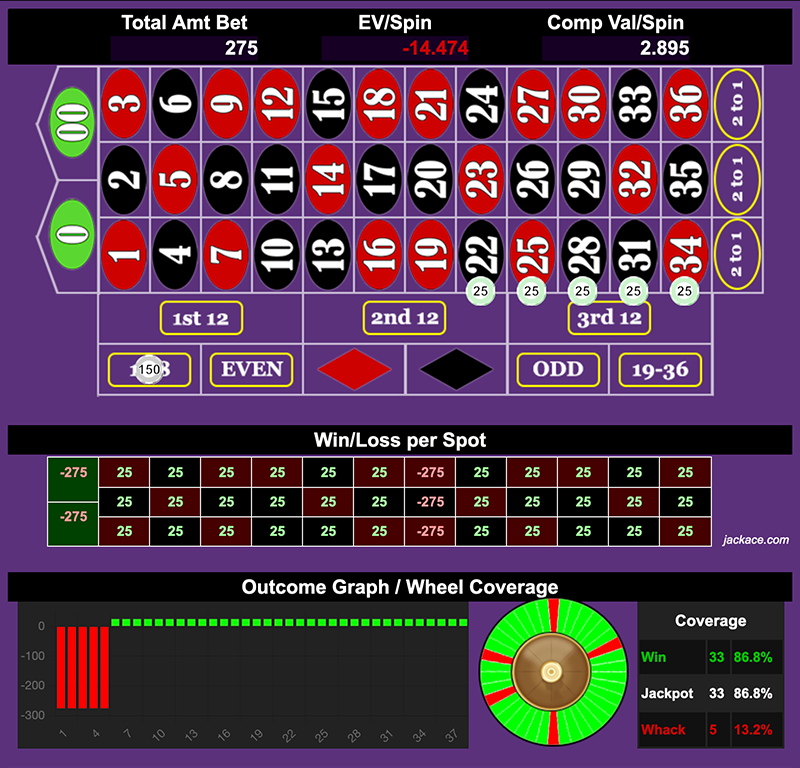 Total Amt Bet EV/Spin Comp Val/Spin
275 -14.474 2.895
00 3 6 9 12 15 18 21 24 27 30 33 36 2 to 1
2 5 8 11 14 17 20 23 26 29 32 35 2 to 1
0 1 4 7 10 13 16 19 22 25 28 31 34 2 to 1
25 25 25 25 25
1st 12 2nd 12 3rd 12
150 EVEN ODD 19-36
Win/Loss per Spot
-275 25 25 25 25 25 25 -275 25 25 25 25 25
25 25 25 25 25 25 -275 25 25 25 25 25
-275 25 25 25 25 25 25 -275 25 25 25 25 25
jackace.com
Outcome Graph / Wheel Coverage
0
-100
-200
-300
1 4 7 10 13 16 19 22 25 28 31 34 37
Coverage
Win 33 86.8%
Jackpot 33 86.8%
Whack 5 13.2%